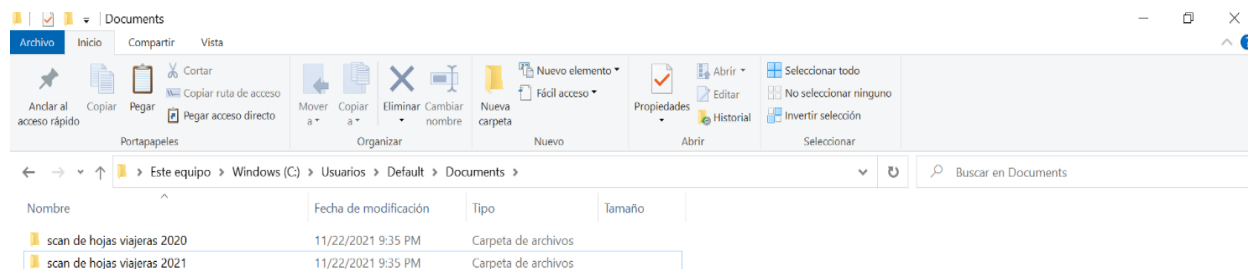 Documents
Archivo Inicio Compartir Vista
Anclar al acceso rápido
Copiar
Pegar
Cortar
Copiar ruta de acceso
Pegar acceso directo
Portapapeles
Mover a
Copiar a
Eliminar
Cambiar nombre
Organizar
Nueva carpeta
Nuevo elemento
Fácil acceso
Nuevo
Propiedades
Abrir
Editar
Historial
Abrir
Seleccionar todo
No seleccionar ninguno
Invertir selección
Seleccionar
Este equipo > Windows (C:) > Usuarios > Default > Documents >
Buscar en Documents
Nombre Fecha de modificación Tipo Tamaño
scan de hojas viajeras 2020 11/22/2021 9:35 PM Carpeta de archivos
scan de hojas viajeras 2021 11/22/2021 9:35 PM Carpeta de archivos